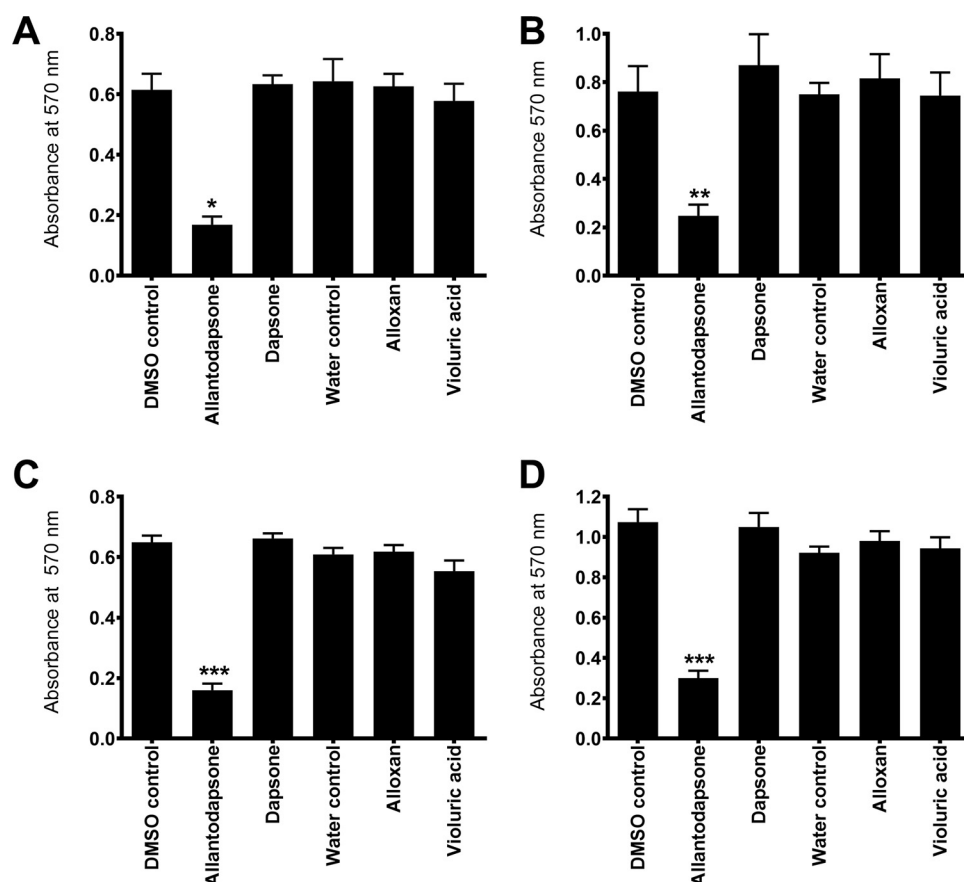 A
Absorbance at 570 nm
0.8
0.6
0.4
0.2
0.0
*
DMSO control
Allantodapsone
Dapsone
Water control
Alloxan
Violuric acid
B
Absorbance 570 nm
1.0
0.8
0.6
0.4
0.2
0.0
**
DMSO control
Allantodapsone
Dapsone
Water control
Alloxan
Violuric acid
C
Absorbance at 570 nm
0.8
0.6
0.4
0.2
0.0
***
DMSO control
Allantodapsone
Dapsone
Water control
Alloxan
Violuric acid
D
Absorbance at 570 nm
1.2
1.0
0.8
0.6
0.4
0.2
0.0
***
DMSO control
Allantodapsone
Dapsone
Water control
Alloxan
Violuric acid